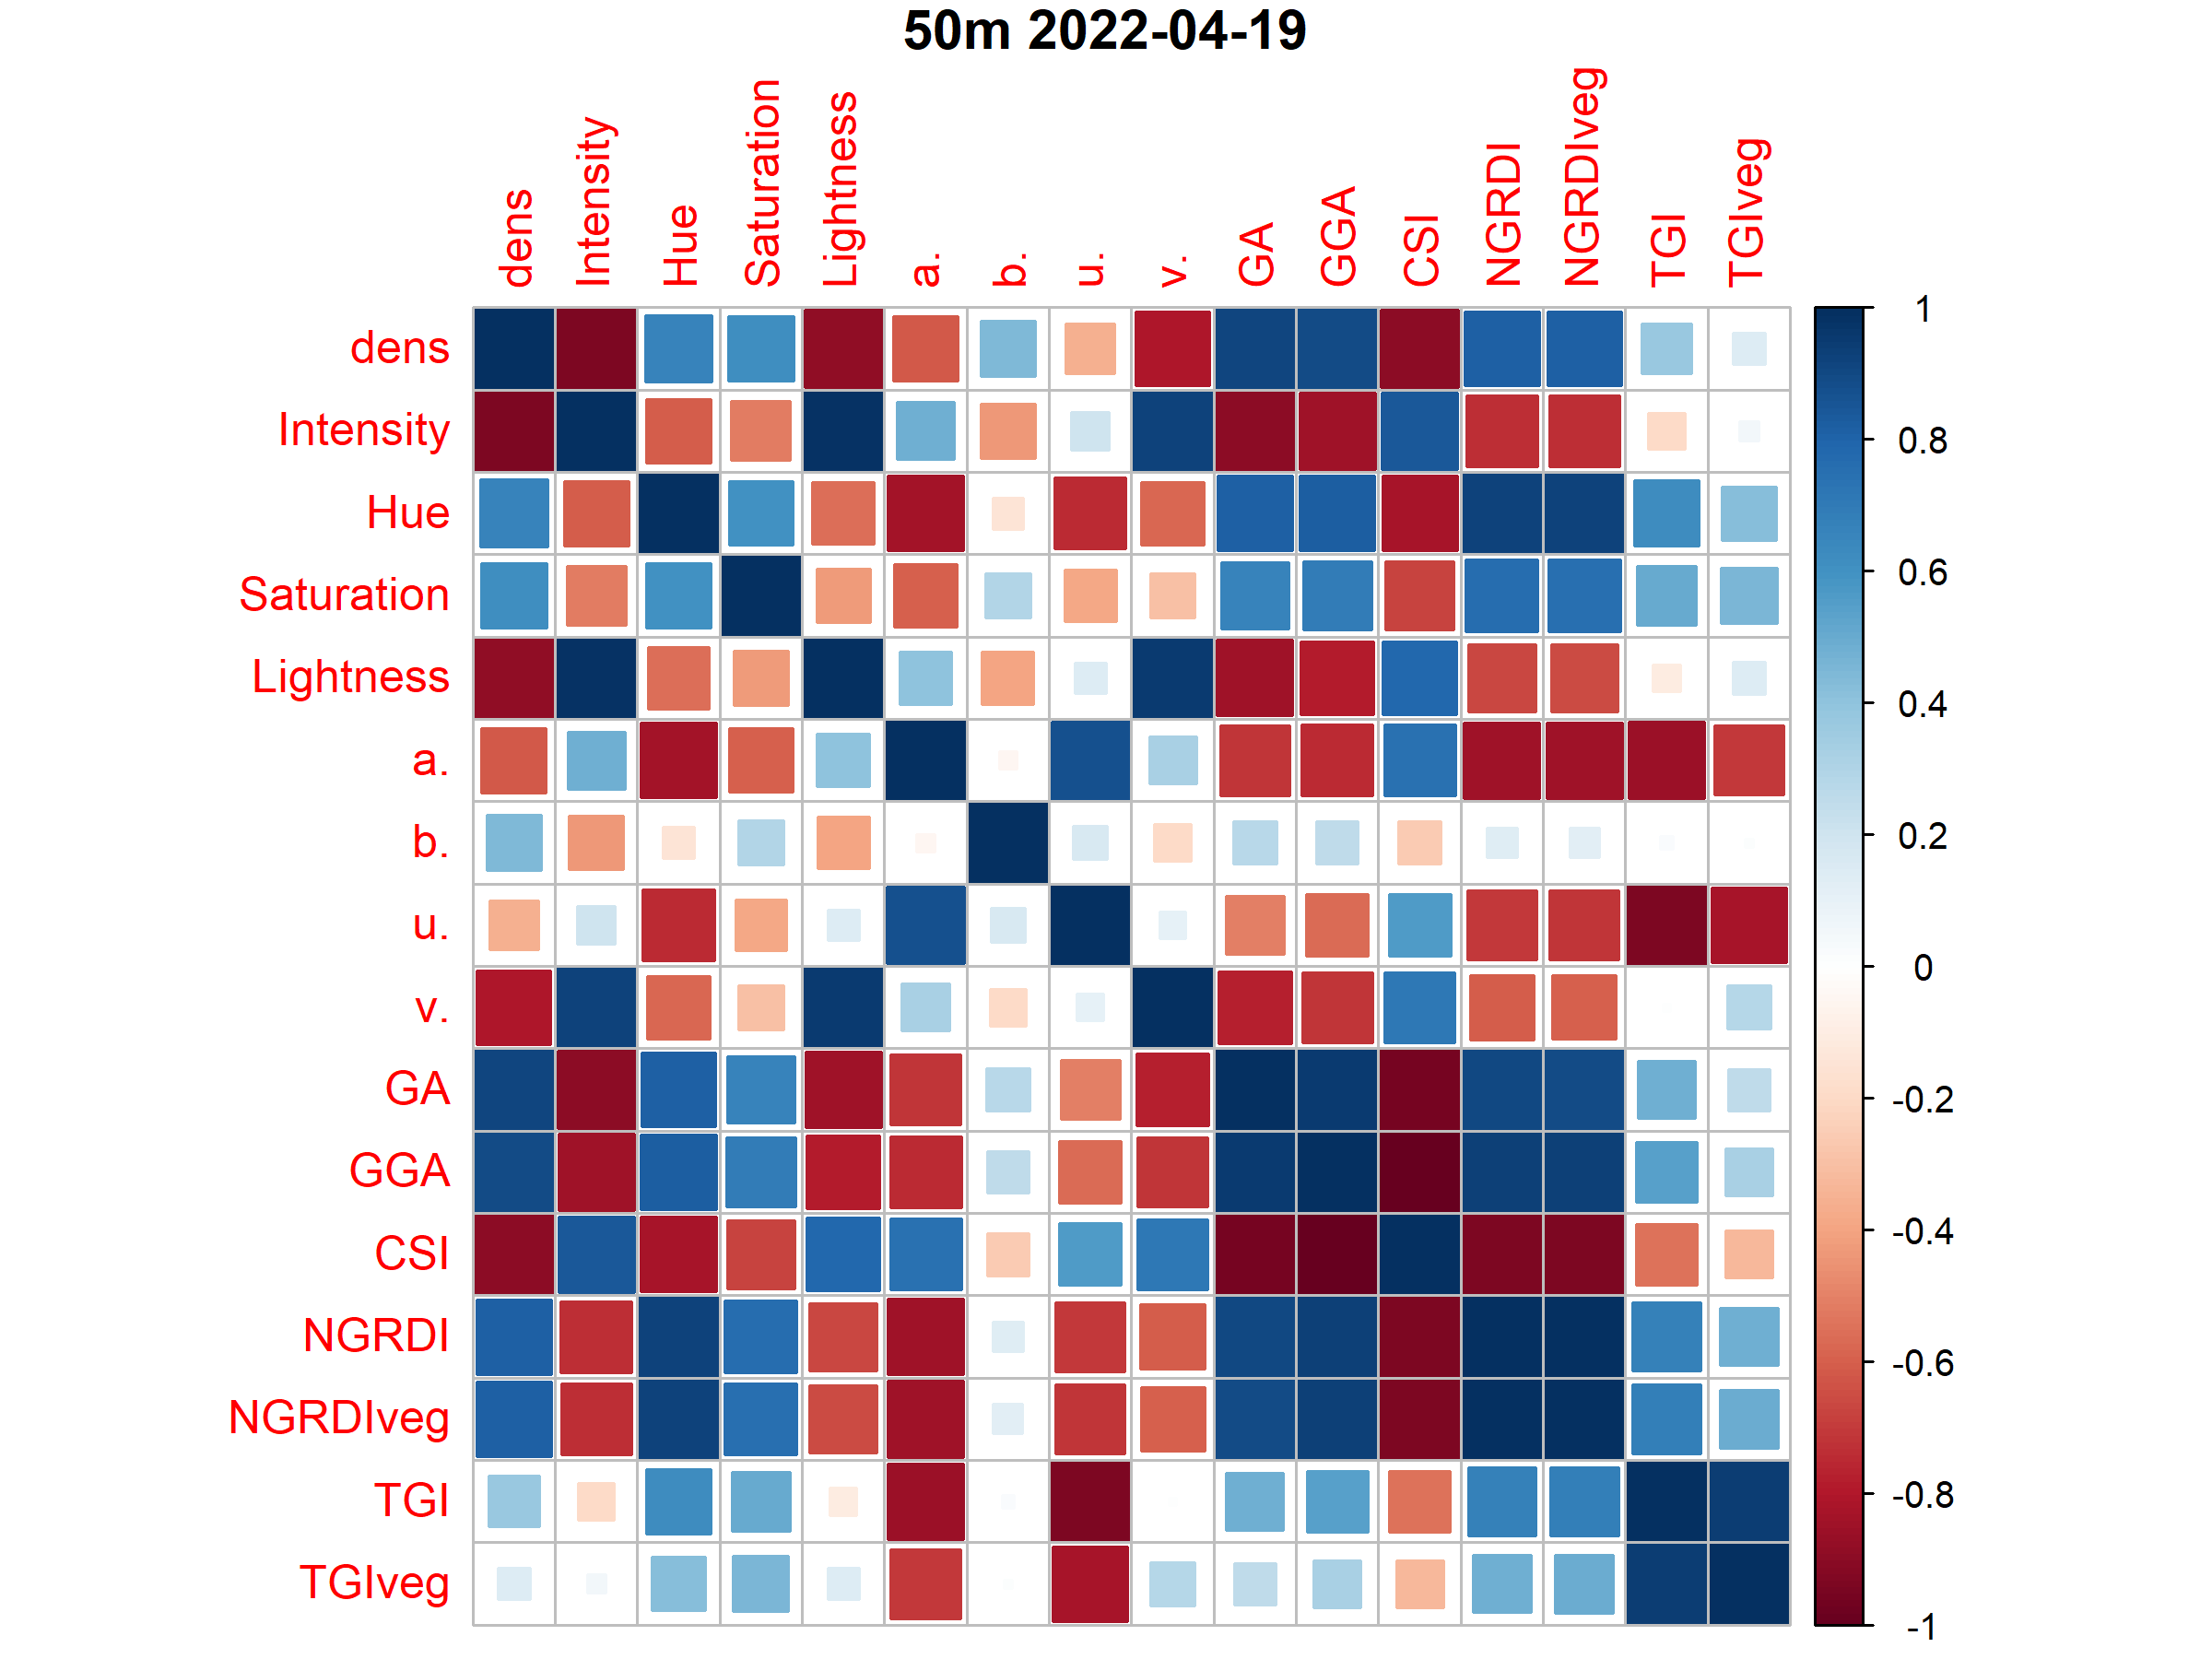 50m 2022-04-19
dens Intensity Hue Saturation Lightness a. b. u. v. GA GGA CSI NGRDI NGRDIveg TGI TGIveg
dens
Intensity
Hue
Saturation
Lightness
a.
b.
u.
v.
GA
GGA
CSI
NGRDI
NGRDIveg
TGI
TGIveg
1
0.8
0.6
0.4
0.2
0
-0.2
-0.4
-0.6
-0.8
-1